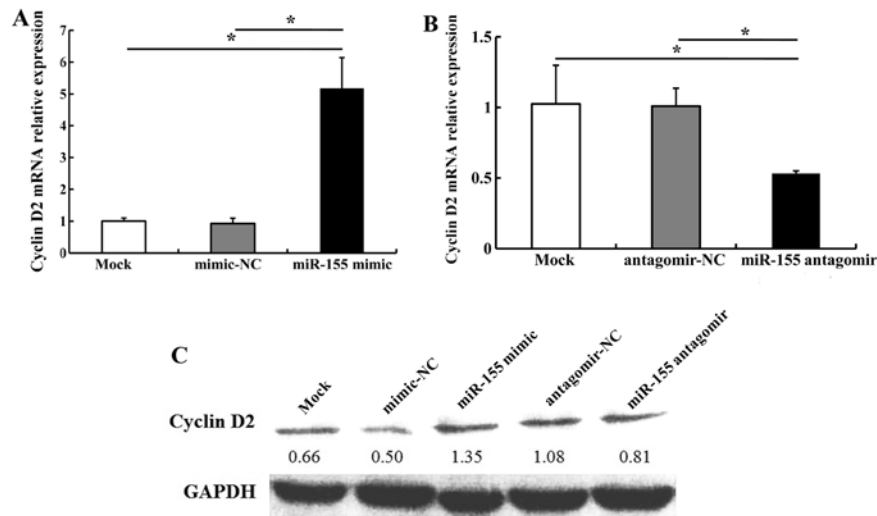 A
Cyclin D2 mRNA relative expression
7
6
5
4
3
2
1
0
*
*
Mock
mimic-NC
miR-155 mimic
B
Cyclin D2 mRNA relative expression
1.5
1
0.5
0
*
*
Mock
antagomir-NC
miR-155 antagomir
C
Mock
mimic-NC
miR-155 mimic
antagomir-NC
miR-155 antagomir
Cyclin D2
0.66 0.50 1.35 1.08 0.81
GAPDH